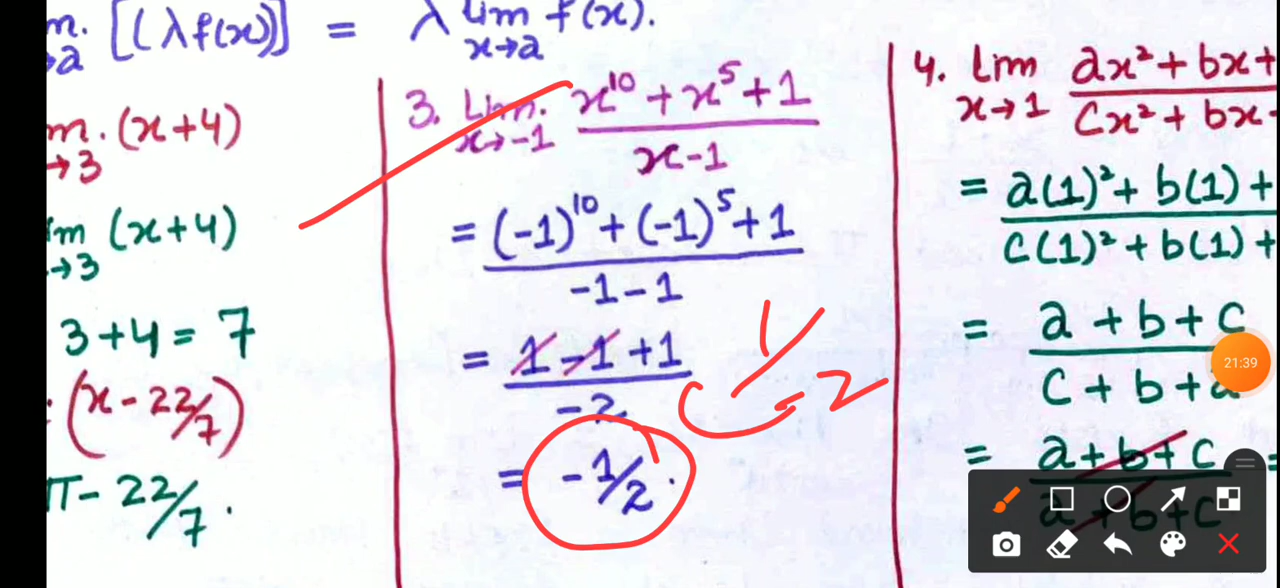 m. [(λf(x))] = λ lim f(x).
→a x→a
m. (x+4)
→3
m (x+4)
→3
3+4 = 7
: (x - 22/7)
π - 22/7.
3. Lim. x¹⁰ + x⁵ + 1
x→-1 x-1
= (-1)¹⁰ + (-1)⁵ + 1
-1-1
= 1 - 1 + 1
-2
= -1/2.
1/-2
4. Lim ax² + bx +
x→1 cx² + bx
= a(1)² + b(1) +
c(1)² + b(1) +
= a + b + c
c + b + a
= a + b + c =
a + b + c
21:39